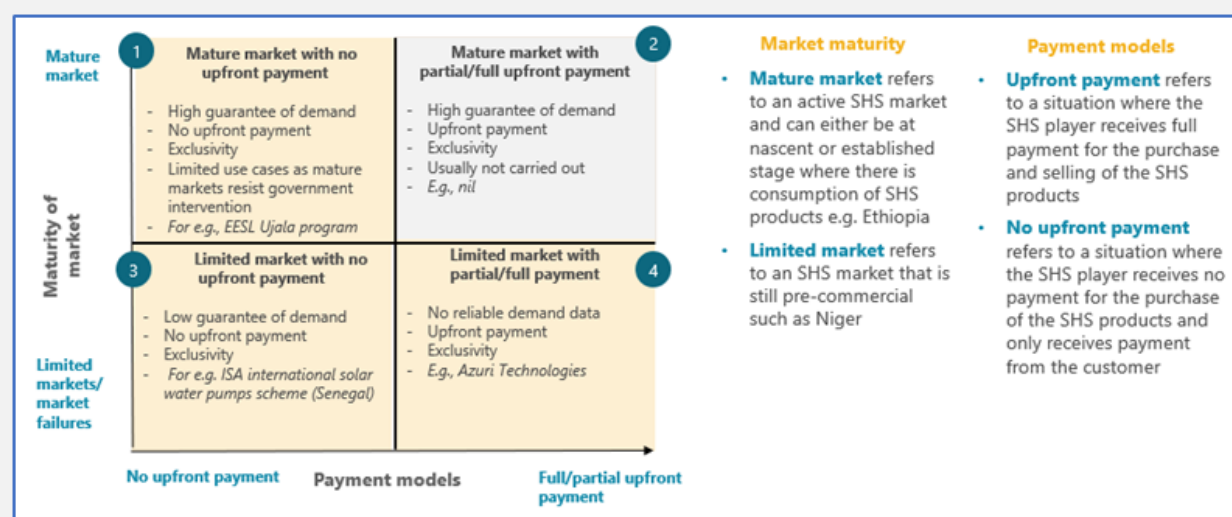 Mature
market
Maturity of
market
Limited
markets/
market
failures
1
Mature market with no
upfront payment
- High guarantee of demand
- No upfront payment
- Exclusivity
- Limited use cases as mature
markets resist government
intervention
- For e.g., EESL Ujala program
2
Mature market with
partial/full upfront payment
- High guarantee of demand
- Upfront payment
- Exclusivity
- Usually not carried out
- E.g., nil
3
Limited market with no
upfront payment
- Low guarantee of demand
- No upfront payment
- Exclusivity
- For e.g. ISA international solar
water pumps scheme (Senegal)
4
Limited market with
partial/full payment
- No reliable demand data
- Upfront payment
- Exclusivity
- E.g., Azuri Technologies
No upfront payment
Payment models
Full/partial upfront
payment
Market maturity
• Mature market refers
to an active SHS market
and can either be at
nascent or established
stage where there is
consumption of SHS
products e.g. Ethiopia
• Limited market refers
to an SHS market that is
still pre-commercial
such as Niger
Payment models
• Upfront payment refers
to a situation where the
SHS player receives full
payment for the purchase
and selling of the SHS
products
• No upfront payment
refers to a situation where
the SHS player receives no
payment for the purchase
of the SHS products and
only receives payment
from the customer